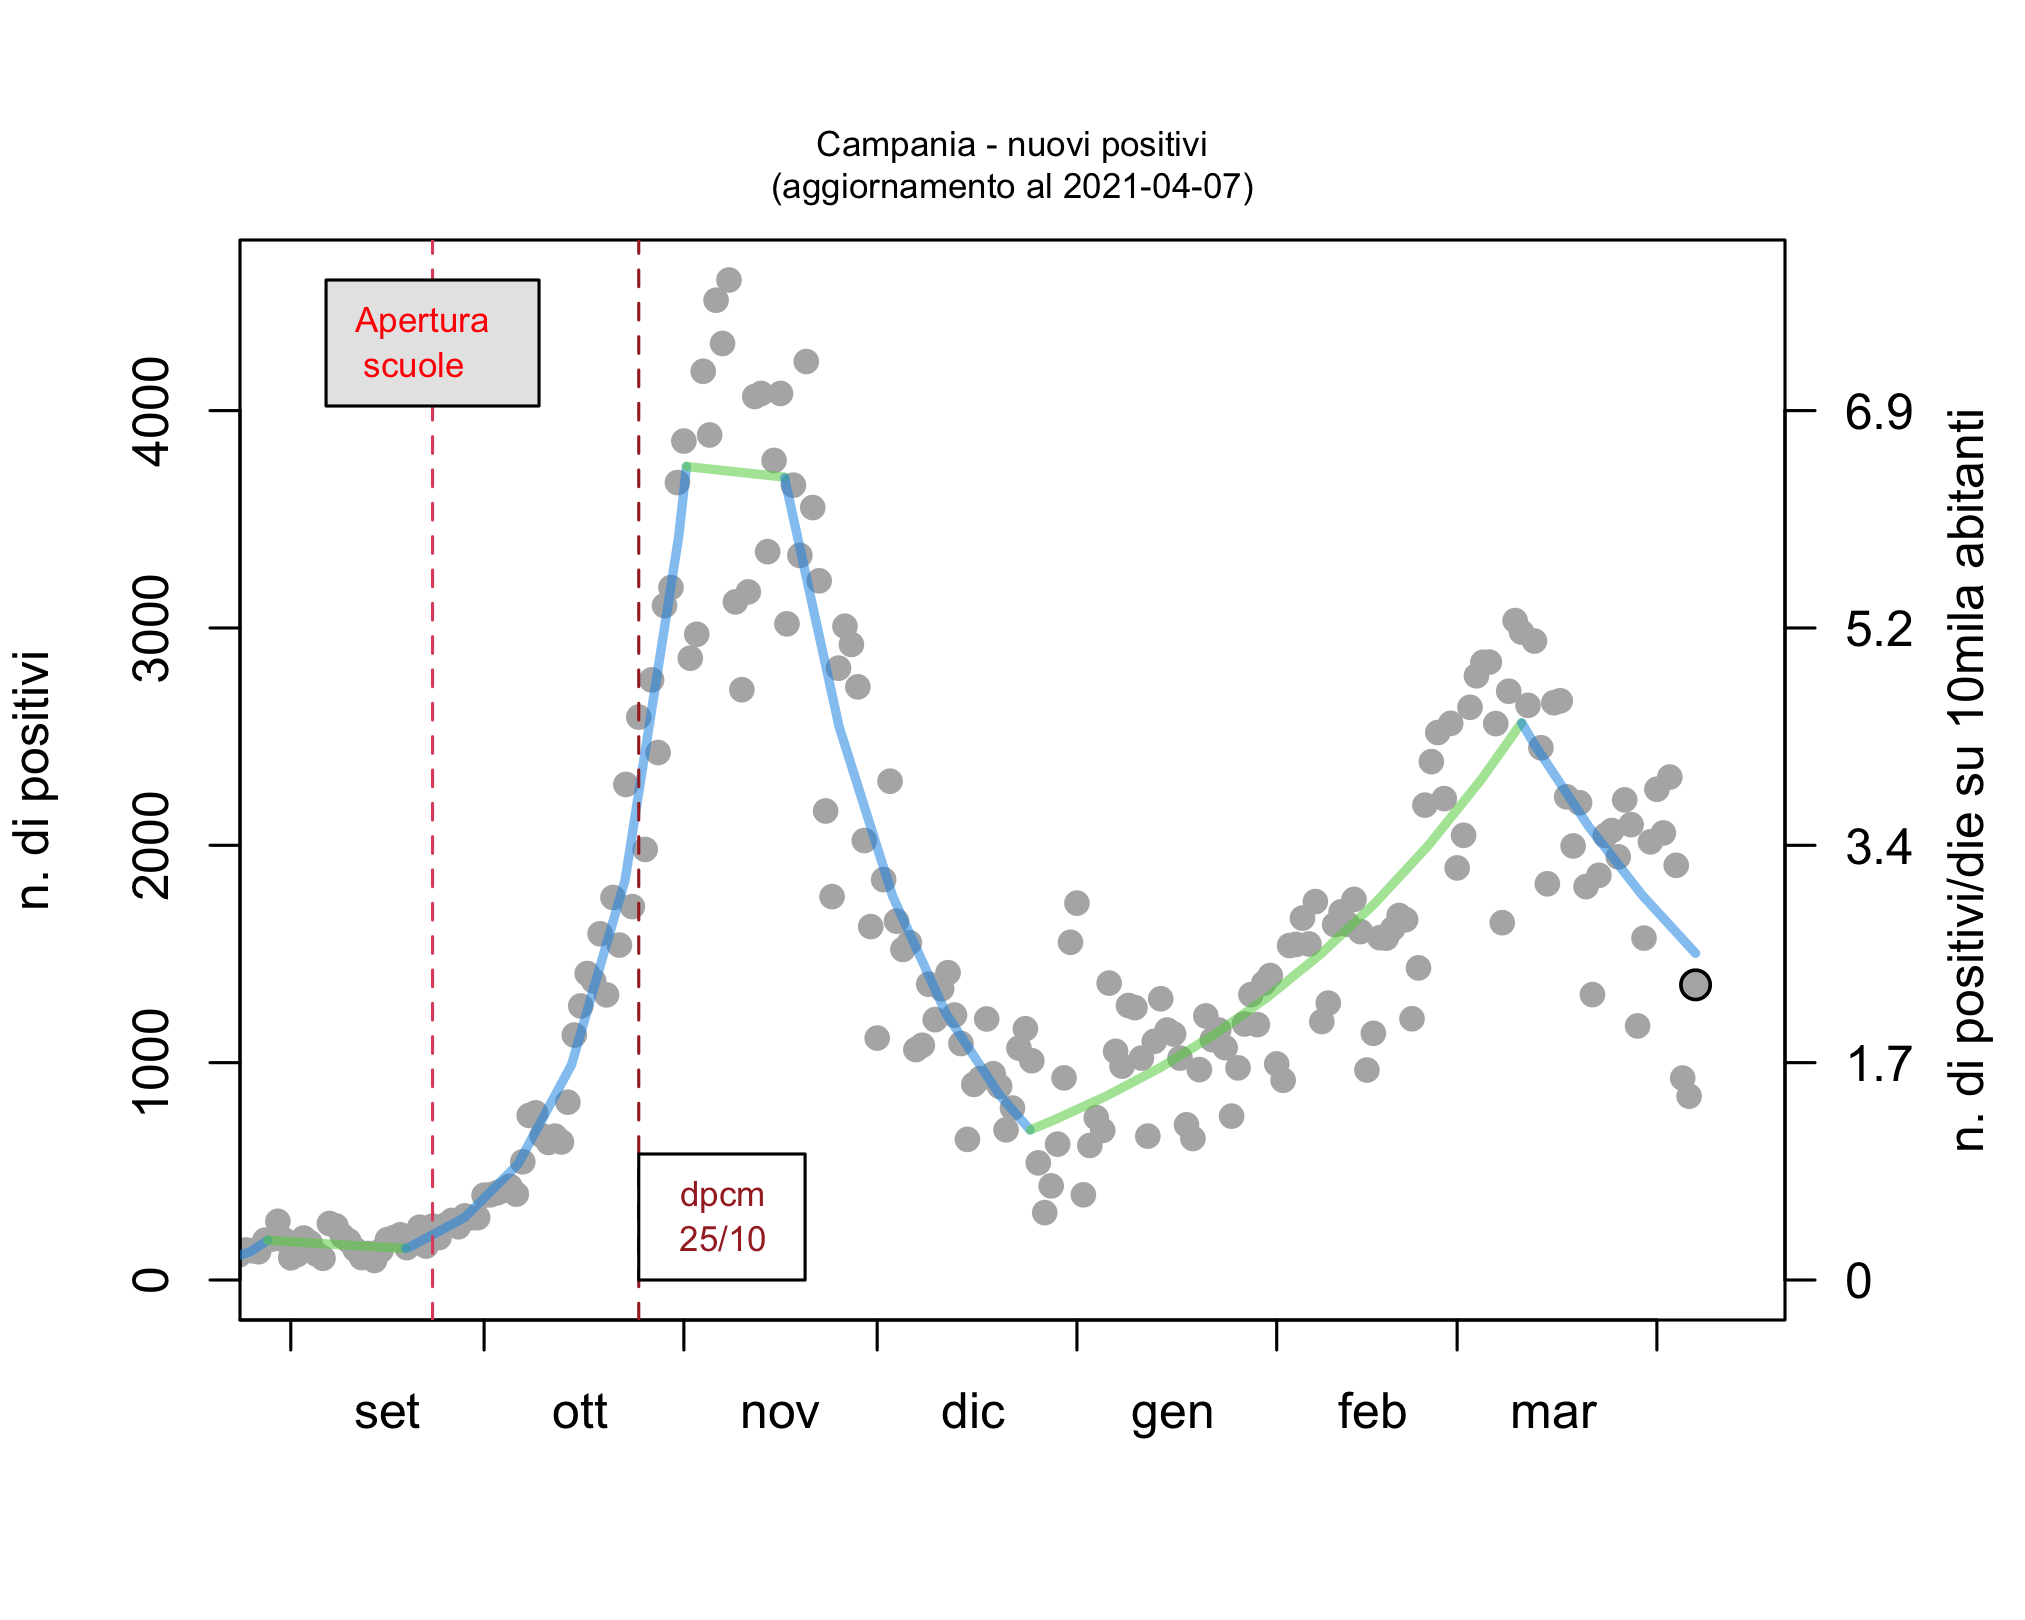 Campania - nuovi positivi
(aggiornamento al 2021-04-07)
Apertura
scuole
dpcm
25/10
n. di positivi
0
1000
2000
3000
4000
0
1.7
3.4
5.2
6.9
n. di positivi/die su 10mila abitanti
set ott nov dic gen feb mar